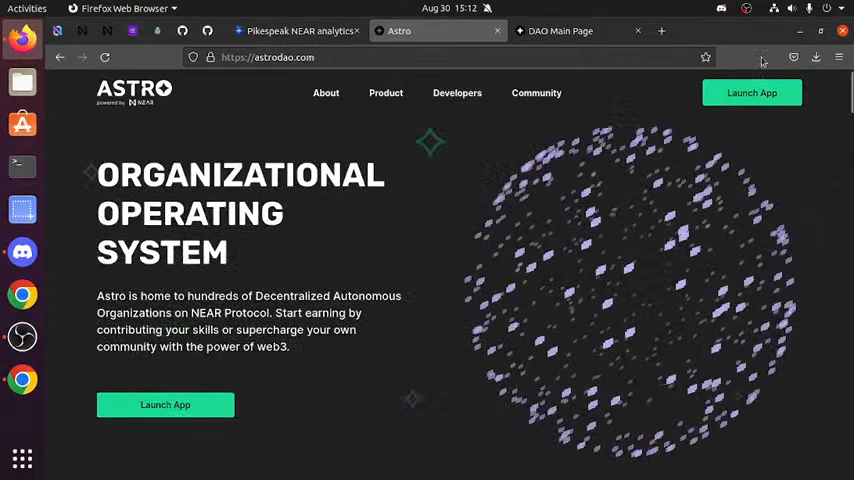 Activities
Firefox Web Browser
Aug 30 15:12
Pikespeak NEAR analytics
Astro
DAO Main Page
https://astrodao.com
ASTRO
powered by NEAR
About
Product
Developers
Community
Launch App
ORGANIZATIONAL
OPERATING
SYSTEM
Astro is home to hundreds of Decentralized Autonomous
Organizations on NEAR Protocol. Start earning by
contributing your skills or supercharge your own
community with the power of web3.
Launch App